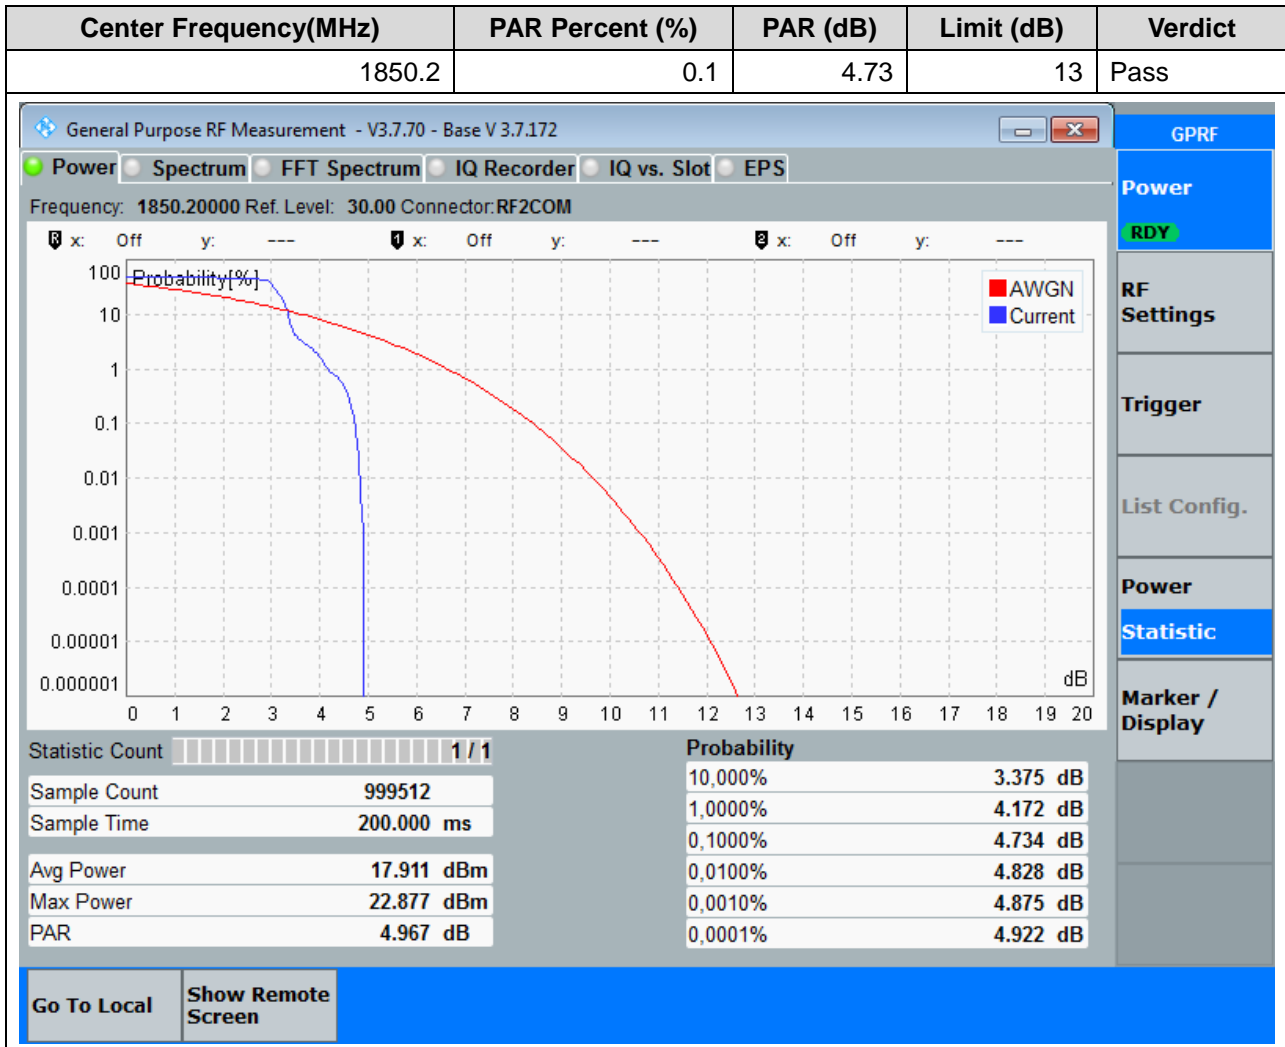 Center Frequency(MHz) PAR Percent (%) PAR (dB) Limit (dB) Verdict
1850.2 0.1 4.73 13 Pass
General Purpose RF Measurement - V3.7.70 - Base V 3.7.172
GPRF
Power Spectrum FFT Spectrum IQ Recorder IQ vs. Slot EPS
Frequency: 1850.20000 Ref. Level: 30.00 Connector:RF2COM
R x: Off y: --- 1 x: Off y: --- 2 x: Off y: ---
Probability[%]
AWGN
Current
100
10
1
0.1
0.01
0.001
0.0001
0.00001
0.000001
dB
0 1 2 3 4 5 6 7 8 9 10 11 12 13 14 15 16 17 18 19 20
Statistic Count 1 / 1
Sample Count 999512
Sample Time 200.000 ms
Avg Power 17.911 dBm
Max Power 22.877 dBm
PAR 4.967 dB
Probability
10,000% 3.375 dB
1,0000% 4.172 dB
0,1000% 4.734 dB
0,0100% 4.828 dB
0,0010% 4.875 dB
0,0001% 4.922 dB
Power
RDY
RF
Settings
Trigger
List Config.
Power
Statistic
Marker /
Display
Go To Local
Show Remote
Screen